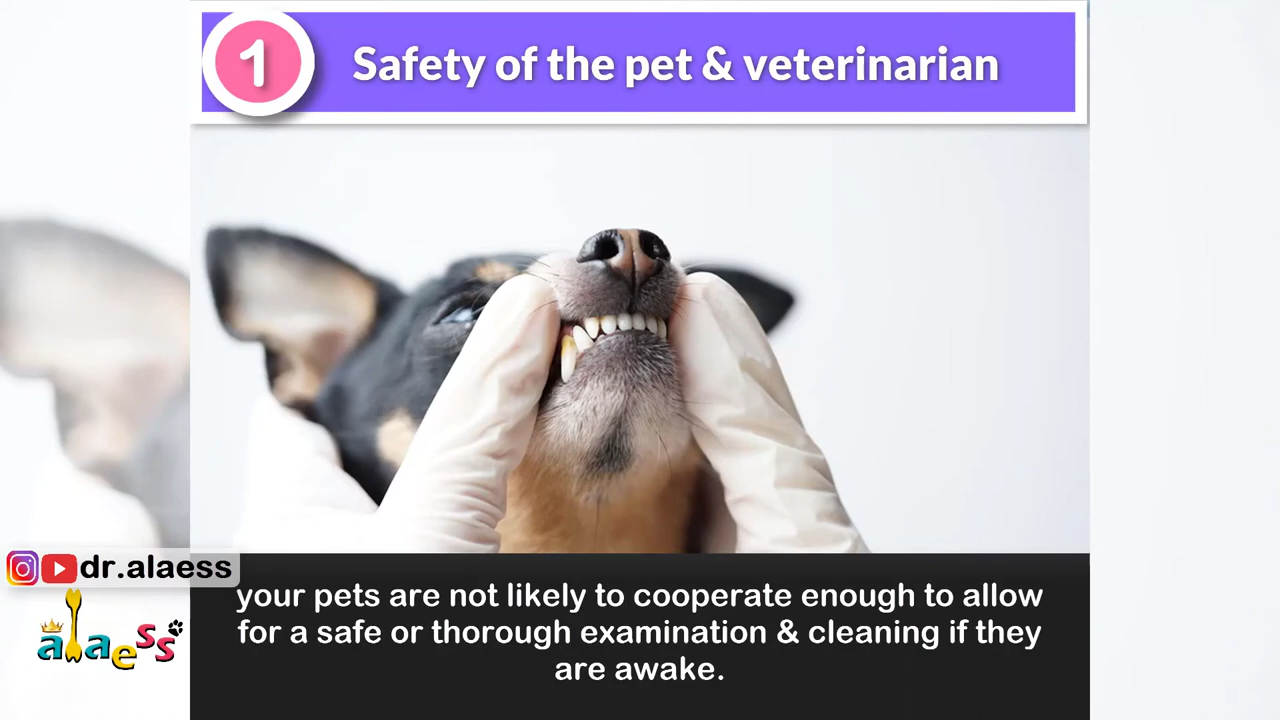 1
Safety of the pet & veterinarian
dr.alaess
your pets are not likely to cooperate enough to allow
for a safe or thorough examination & cleaning if they
are awake.
alaess